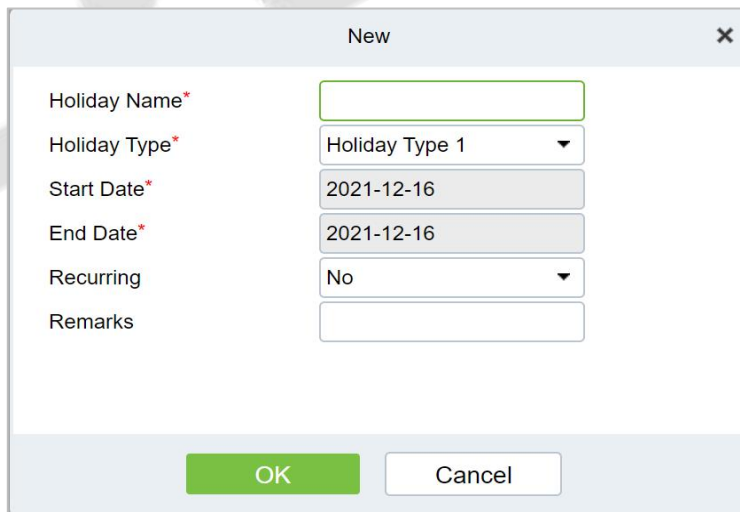 New
Holiday Name*
Holiday Type* Holiday Type 1
Start Date* 2021-12-16
End Date* 2021-12-16
Recurring No
Remarks
OK Cancel